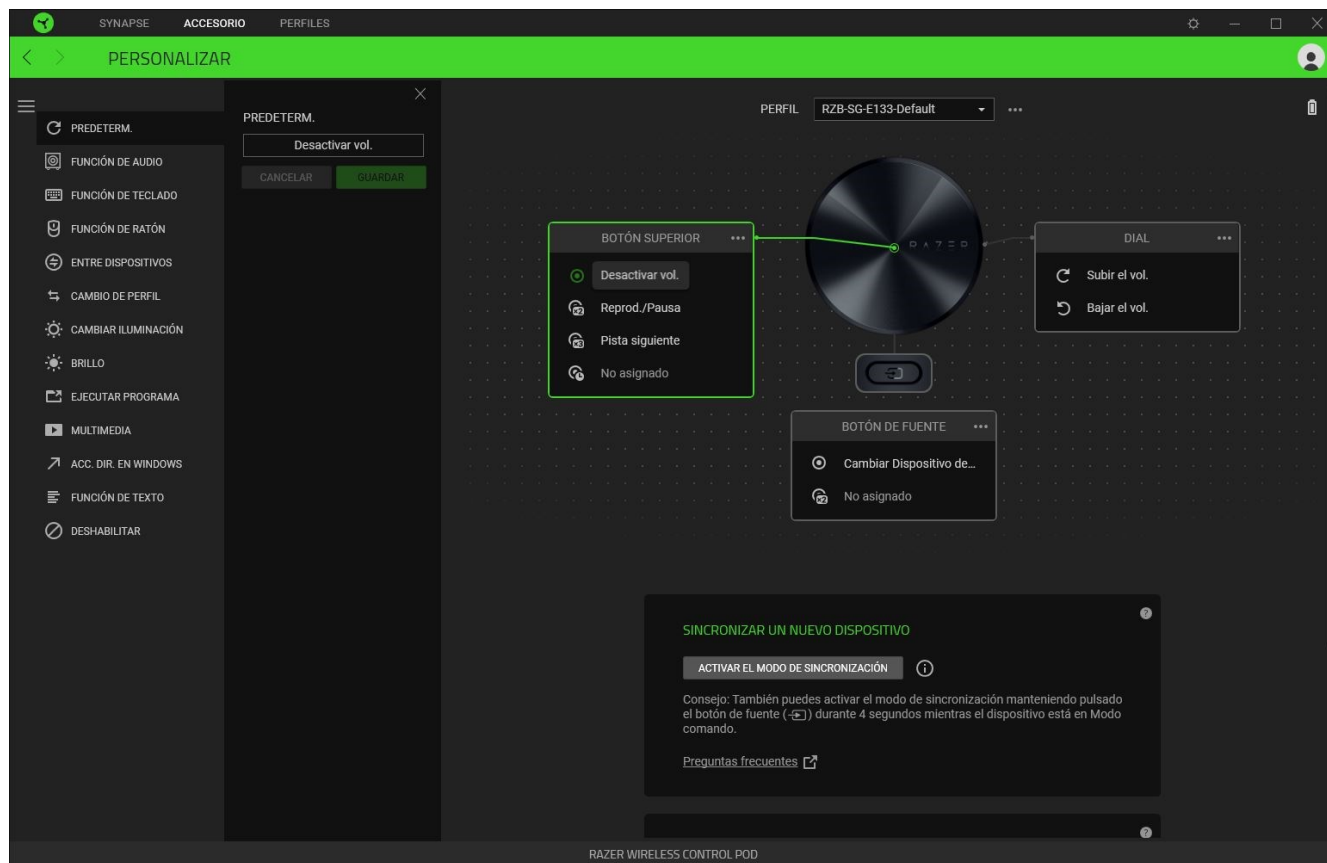 SYNAPSE ACCESORIO PERFILES
PERSONALIZAR
PREDETERM.
FUNCIÓN DE AUDIO
FUNCIÓN DE TECLADO
FUNCIÓN DE RATÓN
ENTRE DISPOSITIVOS
CAMBIO DE PERFIL
CAMBIAR ILUMINACIÓN
BRILLO
EJECUTAR PROGRAMA
MULTIMEDIA
ACC. DIR. EN WINDOWS
FUNCIÓN DE TEXTO
DESHABILITAR
PREDETERM.
Desactivar vol.
CANCELAR GUARDAR
PERFIL RZB-SG-E133-Default
BOTÓN SUPERIOR
Desactivar vol.
x2 Reprod./Pausa
x3 Pista siguiente
No asignado
RAZER
DIAL
Subir el vol.
Bajar el vol.
BOTÓN DE FUENTE
Cambiar Dispositivo de...
x2 No asignado
SINCRONIZAR UN NUEVO DISPOSITIVO
ACTIVAR EL MODO DE SINCRONIZACIÓN
Consejo: También puedes activar el modo de sincronización manteniendo pulsado
el botón de fuente ( ) durante 4 segundos mientras el dispositivo está en Modo
comando.
Preguntas frecuentes
RAZER WIRELESS CONTROL POD